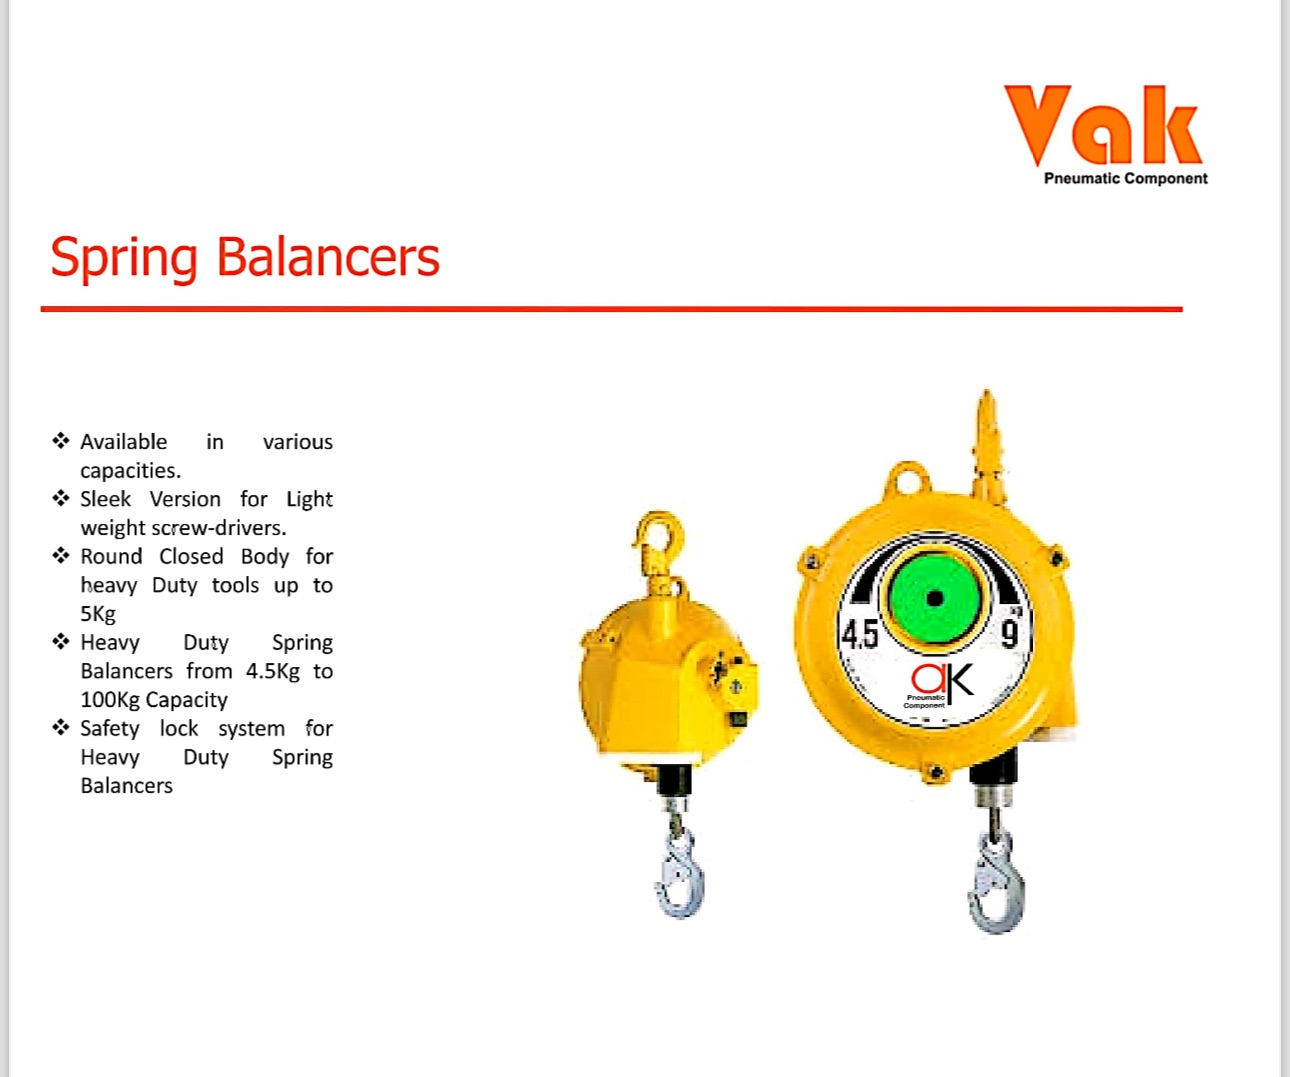 Vak
Pneumatic Component
Spring Balancers
❖ Available in various
capacities.
❖ Sleek Version for Light
weight screw-drivers.
❖ Round Closed Body for
heavy Duty tools up to
5Kg
❖ Heavy Duty Spring
Balancers from 4.5Kg to
100Kg Capacity
❖ Safety lock system for
Heavy Duty Spring
Balancers
kg
4.5 9
ak
Pneumatic
Component